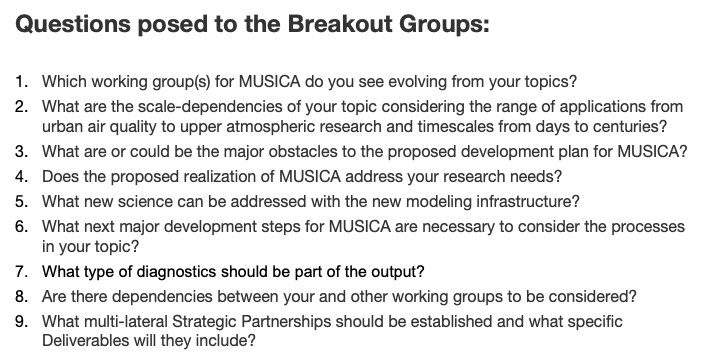 Questions posed to the Breakout Groups:
1. Which working group(s) for MUSICA do you see evolving from your topics?
2. What are the scale-dependencies of your topic considering the range of applications from
urban air quality to upper atmospheric research and timescales from days to centuries?
3. What are or could be the major obstacles to the proposed development plan for MUSICA?
4. Does the proposed realization of MUSICA address your research needs?
5. What new science can be addressed with the new modeling infrastructure?
6. What next major development steps for MUSICA are necessary to consider the processes
in your topic?
7. What type of diagnostics should be part of the output?
8. Are there dependencies between your and other working groups to be considered?
9. What multi-lateral Strategic Partnerships should be established and what specific
Deliverables will they include?